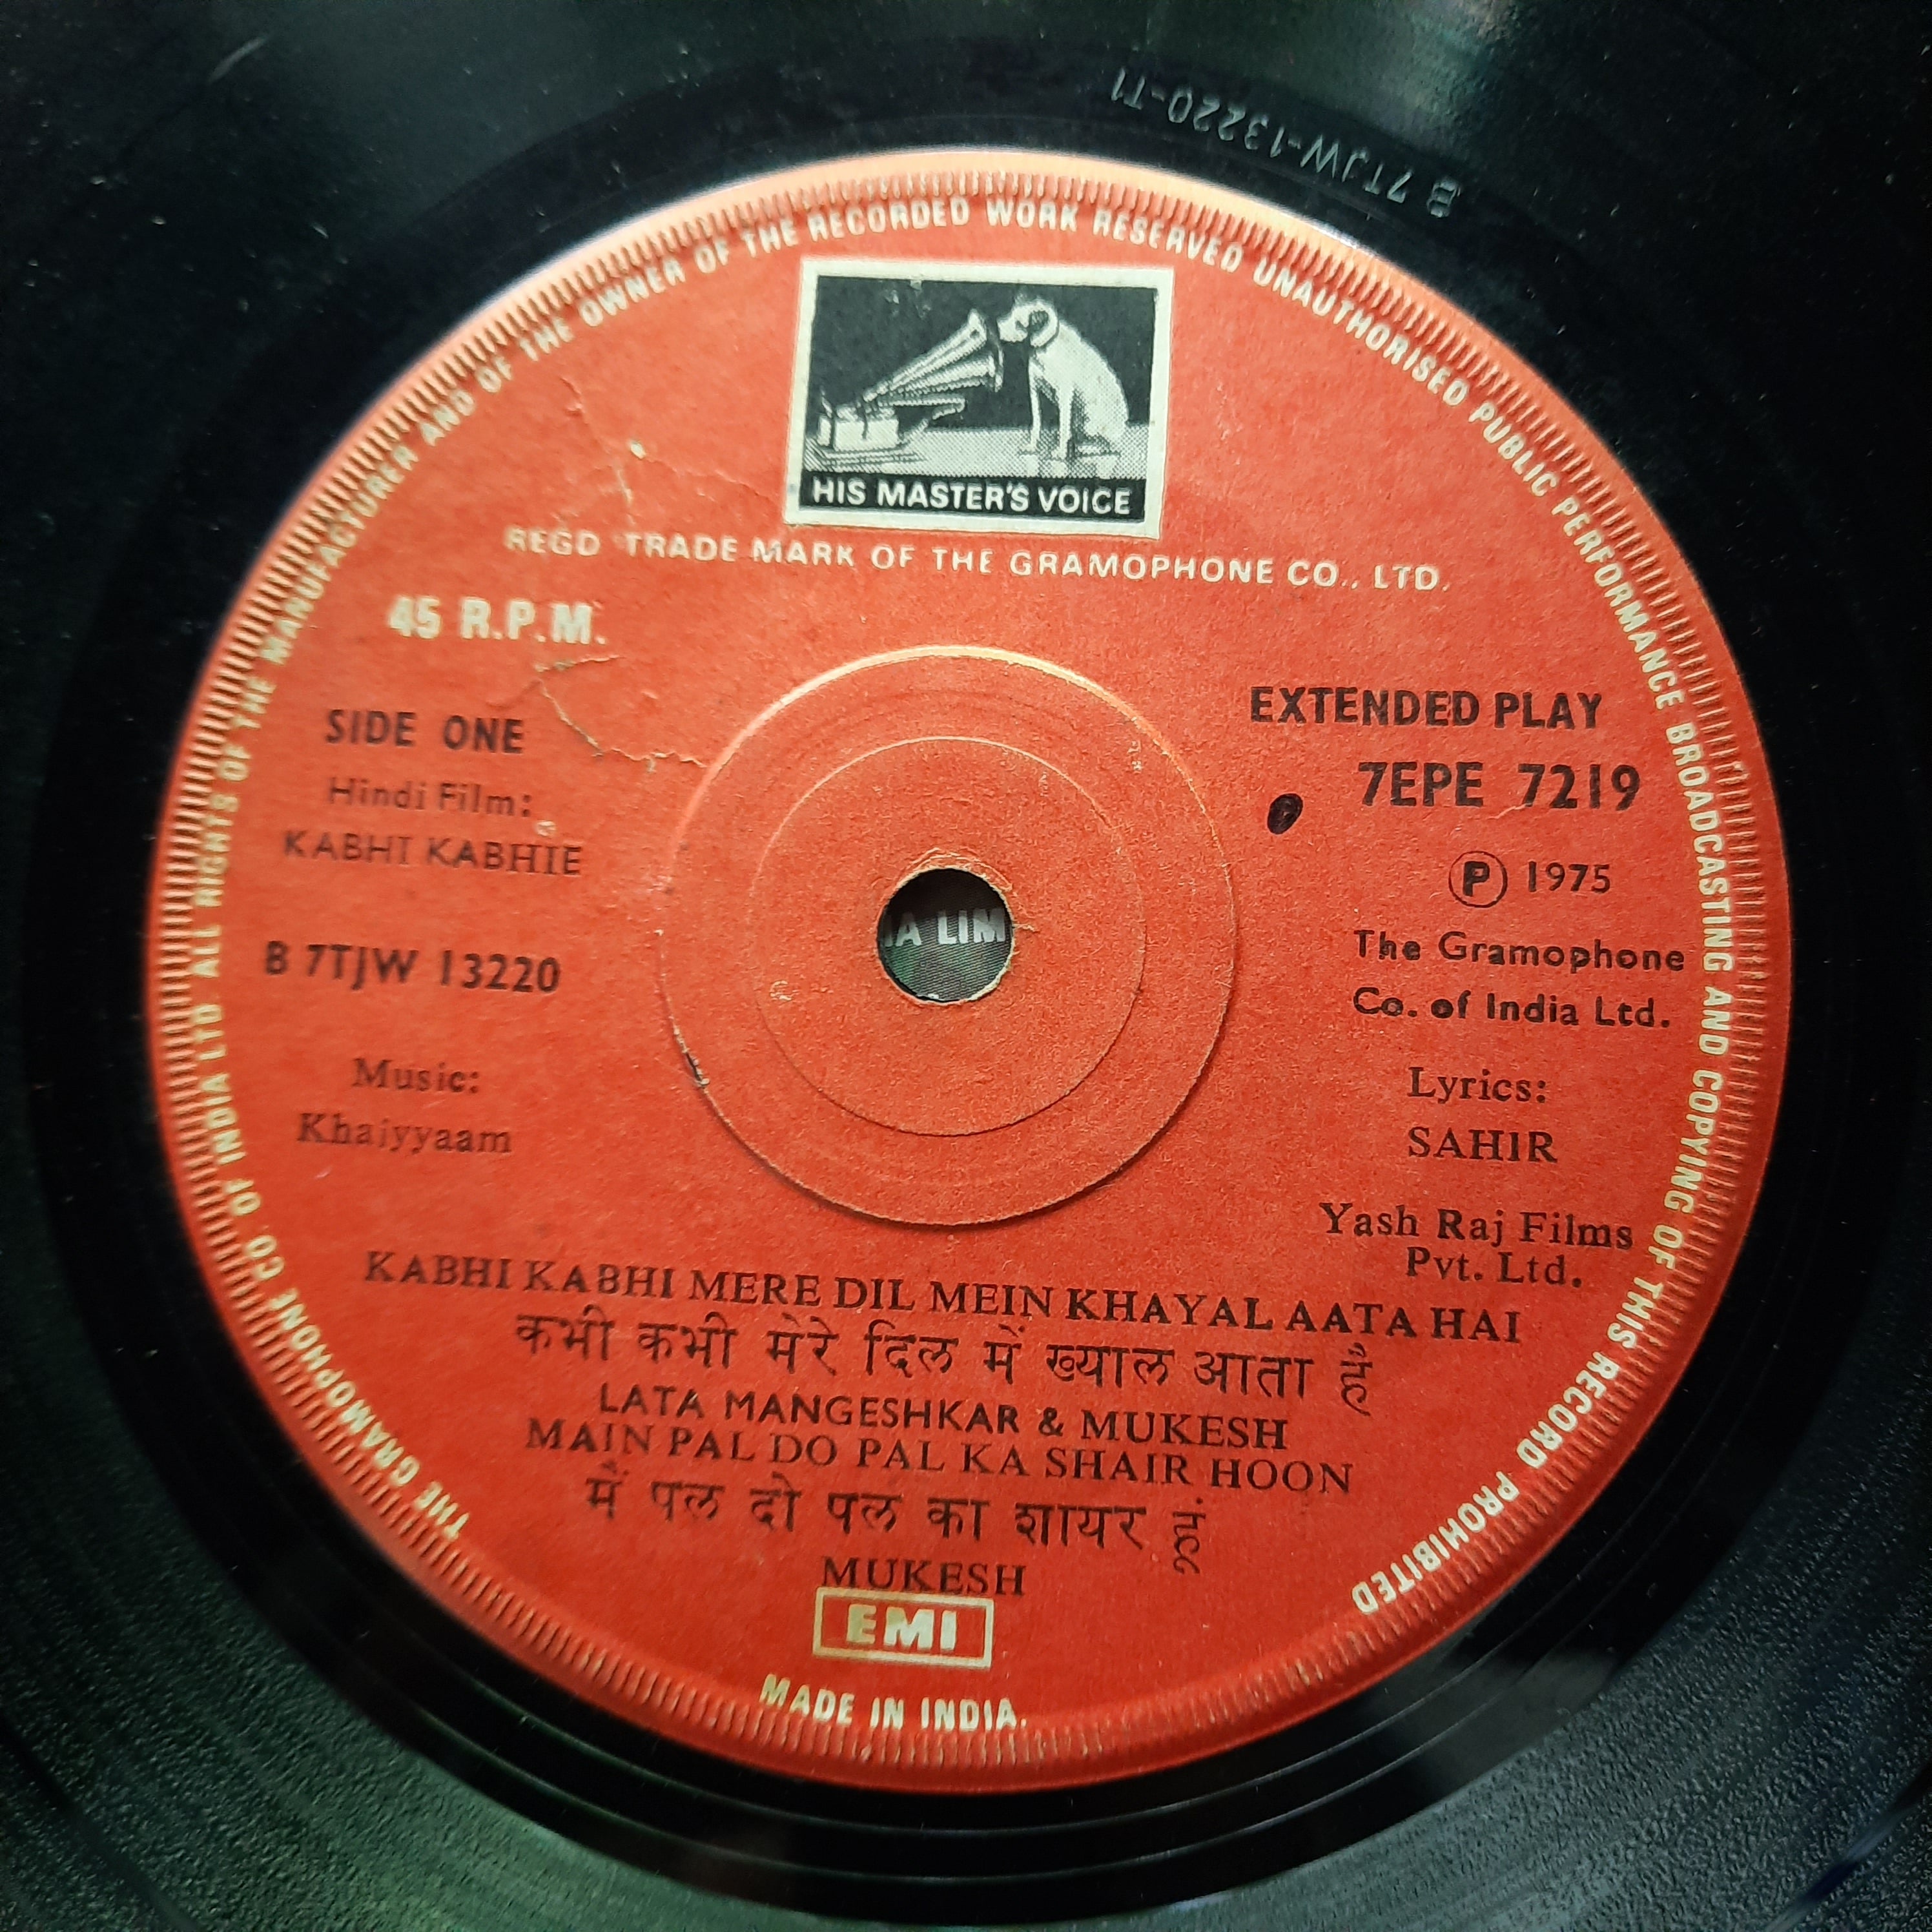 B 7TJW-13220-T1
THE GRAMOPHONE CO. OF INDIA LTD ALL RIGHTS OF THE MANUFACTURER AND OF THE OWNER OF THE RECORDED WORK RESERVED UNAUTHORISED PUBLIC PERFORMANCE BROADCASTING AND COPYING OF THIS RECORD PROHIBITED
HIS MASTER'S VOICE
REGD TRADE MARK OF THE GRAMOPHONE CO., LTD.
45 R.P.M.
SIDE ONE
Hindi Film:
KABHI KABHIE
B 7TJW 13220
Music:
Khaiyyaam
EXTENDED PLAY
7EPE 7219
Ⓟ 1975
The Gramophone
Co. of India Ltd.
Lyrics:
SAHIR
Yash Raj Films
Pvt. Ltd.
IA LIM
KABHI KABHI MERE DIL MEIN KHAYAL AATA HAI
कभी कभी मेरे दिल में ख्याल आता है
LATA MANGESHKAR & MUKESH
MAIN PAL DO PAL KA SHAIR HOON
मैं पल दो पल का शायर हूं
MUKESH
EMI
MADE IN INDIA.